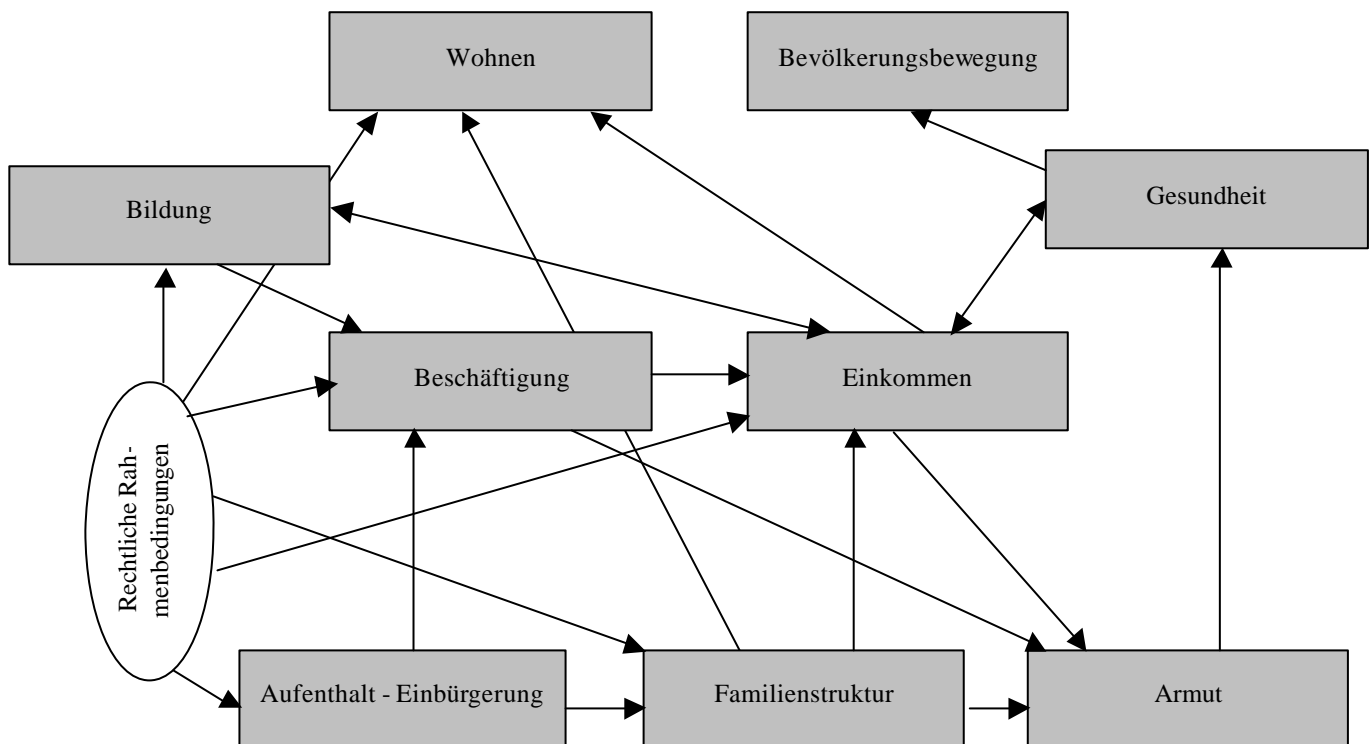 Wohnen
Bevölkerungsbewegung
Bildung
Gesundheit
Beschäftigung
Einkommen
Rechtliche Rah-
menbedingungen
Aufenthalt - Einbürgerung
Familienstruktur
Armut